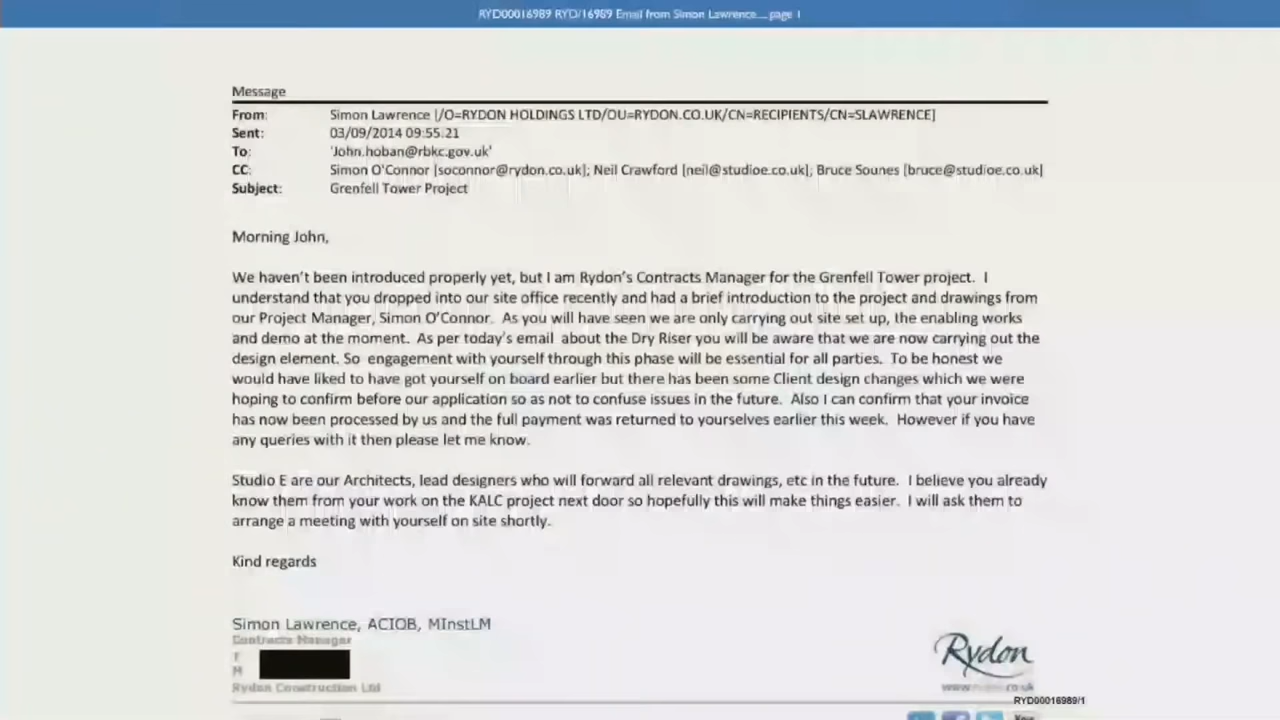 RYD00016989 RYD/16989 Email from Simon Lawrence.... page 1
Message
From: Simon Lawrence [/O=RYDON HOLDINGS LTD/OU=RYDON.CO.UK/CN=RECIPIENTS/CN=SLAWRENCE]
Sent: 03/09/2014 09:55:21
To: 'John.hoban@rbkc.gov.uk'
CC: Simon O'Connor [soconnor@rydon.co.uk]; Neil Crawford [neil@studioe.co.uk]; Bruce Sounes [bruce@studioe.co.uk]
Subject: Grenfell Tower Project
Morning John,
We haven't been introduced properly yet, but I am Rydon's Contracts Manager for the Grenfell Tower project. I
understand that you dropped into our site office recently and had a brief introduction to the project and drawings from
our Project Manager, Simon O'Connor. As you will have seen we are only carrying out site set up, the enabling works
and demo at the moment. As per today's email about the Dry Riser you will be aware that we are now carrying out the
design element. So engagement with yourself through this phase will be essential for all parties. To be honest we
would have liked to have got yourself on board earlier but there has been some Client design changes which we were
hoping to confirm before our application so as not to confuse issues in the future. Also I can confirm that your invoice
has now been processed by us and the full payment was returned to yourselves earlier this week. However if you have
any queries with it then please let me know.
Studio E are our Architects, lead designers who will forward all relevant drawings, etc in the future. I believe you already
know them from your work on the KALC project next door so hopefully this will make things easier. I will ask them to
arrange a meeting with yourself on site shortly.
Kind regards
Simon Lawrence, ACIOB, MInstLM
Contracts Manager
T
M
Rydon Construction Ltd
Rydon
RYD00016989/1